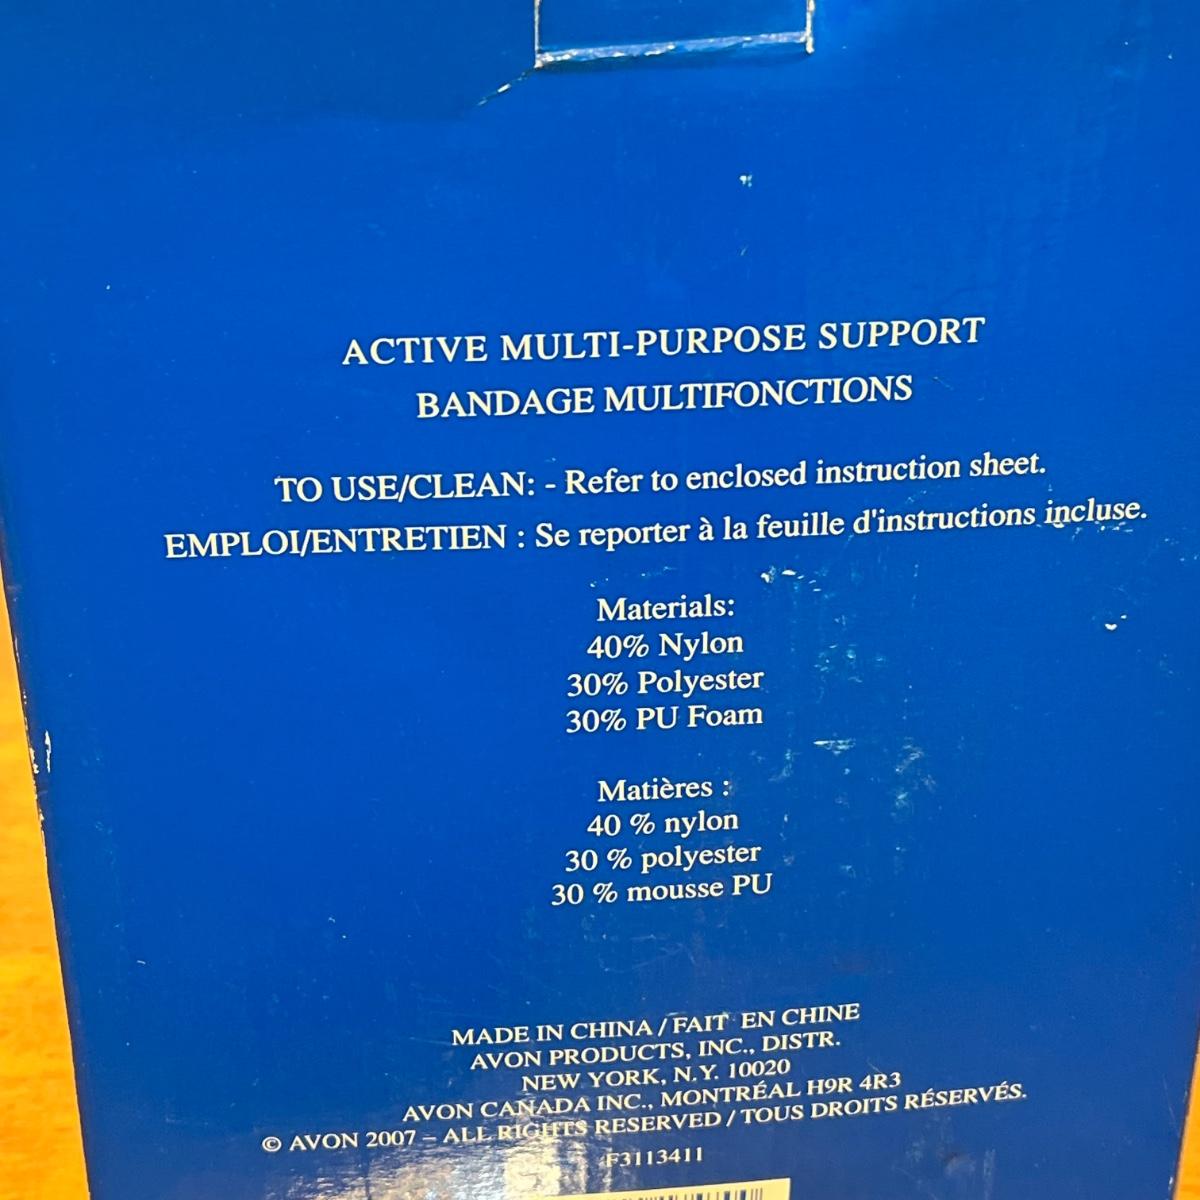 ACTIVE MULTI-PURPOSE SUPPORT
BANDAGE MULTIFONCTIONS
TO USE/CLEAN: - Refer to enclosed instruction sheet.
EMPLOI/ENTRETIEN : Se reporter à la feuille d'instructions incluse.
Materials:
40% Nylon
30% Polyester
30% PU Foam
Matières :
40 % nylon
30 % polyester
30 % mousse PU
MADE IN CHINA / FAIT EN CHINE
AVON PRODUCTS, INC., DISTR.
NEW YORK, N.Y. 10020
AVON CANADA INC., MONTRÉAL H9R 4R3
© AVON 2007 – ALL RIGHTS RESERVED / TOUS DROITS RÉSERVÉS.
F3113411